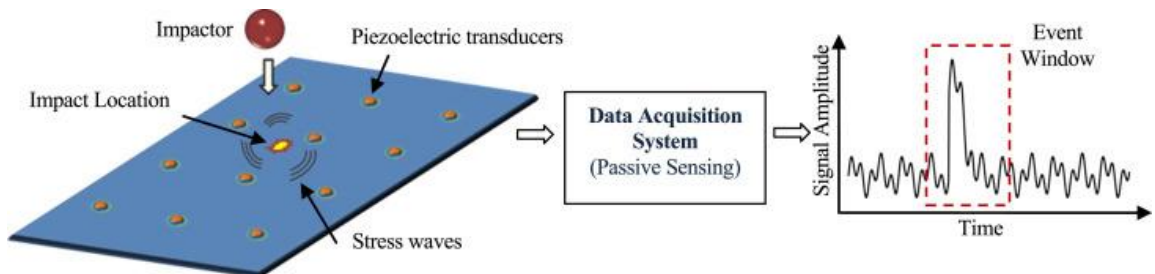 Impactor
Piezoelectric transducers
Impact Location
Stress waves
Data Acquisition
System
(Passive Sensing)
Event
Window
Signal Amplitude
Time